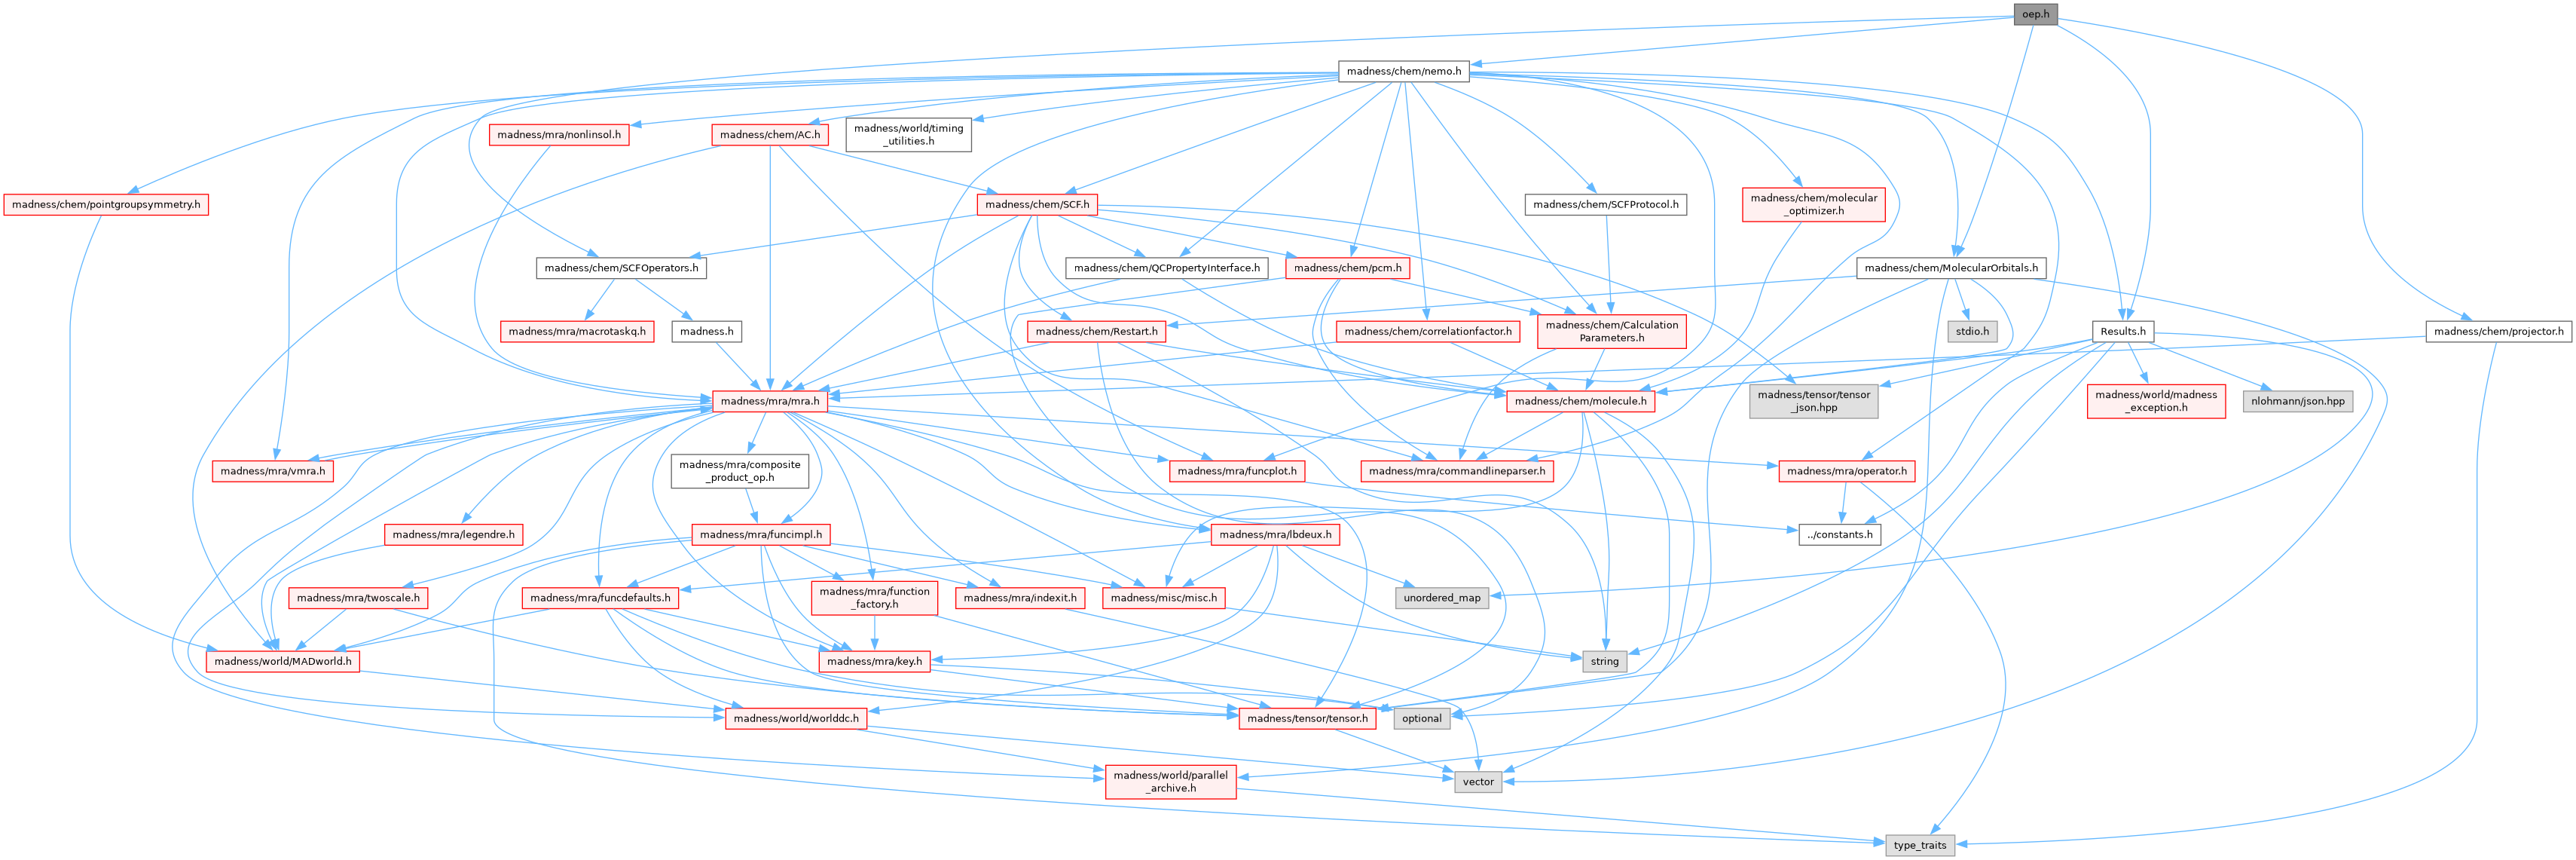 oep.h
madness/chem/nemo.h
madness/mra/nonlinsol.h
madness/chem/AC.h
madness/world/timing
_utilities.h
madness/chem/pointgroupsymmetry.h
madness/chem/SCF.h
madness/chem/SCFProtocol.h
madness/chem/molecular
_optimizer.h
madness/chem/SCFOperators.h
madness/chem/QCPropertyInterface.h
madness/chem/pcm.h
madness/chem/MolecularOrbitals.h
madness/mra/macrotaskq.h
madness.h
madness/chem/Restart.h
madness/chem/correlationfactor.h
madness/chem/Calculation
Parameters.h
stdio.h
Results.h
madness/chem/projector.h
madness/mra/mra.h
madness/chem/molecule.h
madness/tensor/tensor
_json.hpp
madness/world/madness
_exception.h
nlohmann/json.hpp
madness/mra/vmra.h
madness/mra/composite
_product_op.h
madness/mra/funcplot.h
madness/mra/commandlineparser.h
madness/mra/operator.h
madness/mra/legendre.h
madness/mra/funcimpl.h
madness/mra/lbdeux.h
../constants.h
madness/mra/twoscale.h
madness/mra/funcdefaults.h
madness/mra/function
_factory.h
madness/mra/indexit.h
madness/misc/misc.h
unordered_map
madness/world/MADworld.h
madness/mra/key.h
string
madness/world/worlddc.h
madness/tensor/tensor.h
optional
madness/world/parallel
_archive.h
vector
type_traits